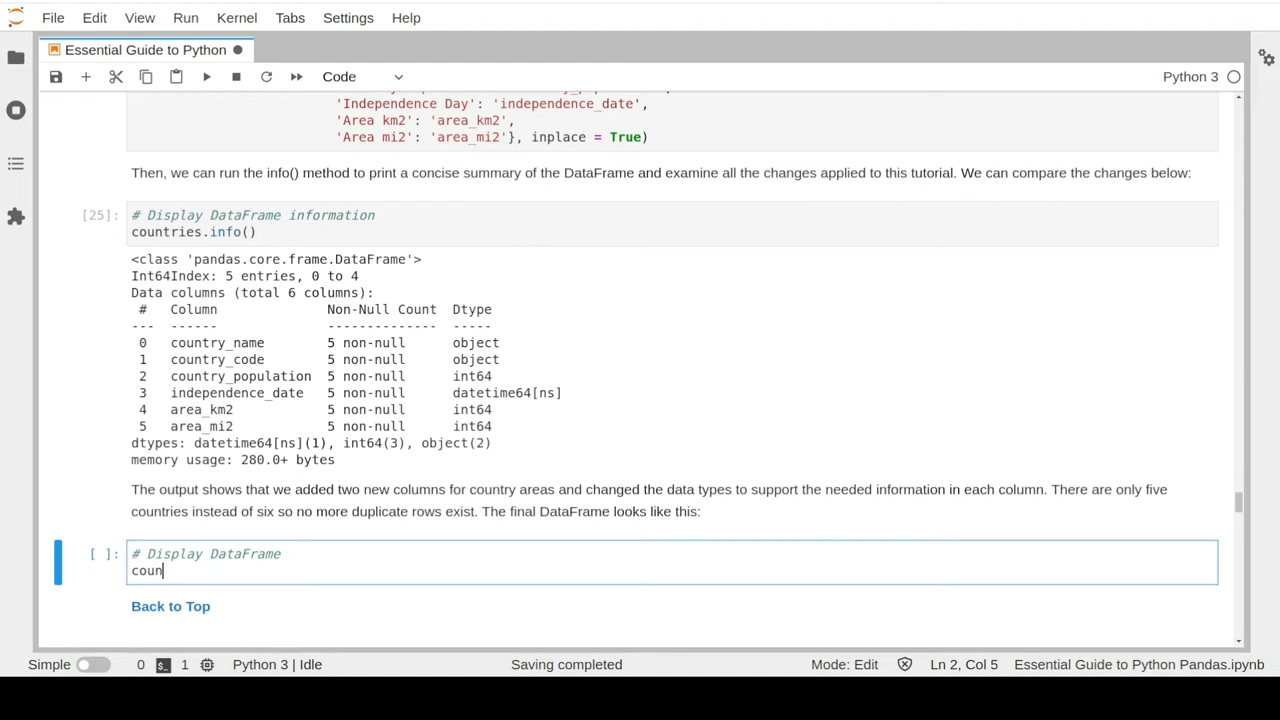 File Edit View Run Kernel Tabs Settings Help
Essential Guide to Python
Code
Python 3
'Independence Day': 'independence_date',
'Area km2': 'area_km2',
'Area mi2': 'area_mi2'}, inplace = True)
Then, we can run the info() method to print a concise summary of the DataFrame and examine all the changes applied to this tutorial. We can compare the changes below:
[25]: # Display DataFrame information
countries.info()
<class 'pandas.core.frame.DataFrame'>
Int64Index: 5 entries, 0 to 4
Data columns (total 6 columns):
# Column Non-Null Count Dtype
--- ------ -------------- -----
0 country_name 5 non-null object
1 country_code 5 non-null object
2 country_population 5 non-null int64
3 independence_date 5 non-null datetime64[ns]
4 area_km2 5 non-null int64
5 area_mi2 5 non-null int64
dtypes: datetime64[ns](1), int64(3), object(2)
memory usage: 280.0+ bytes
The output shows that we added two new columns for country areas and changed the data types to support the needed information in each column. There are only five
countries instead of six so no more duplicate rows exist. The final DataFrame looks like this:
[ ]: # Display DataFrame
coun
Back to Top
Simple 0 1 Python 3 | Idle Saving completed Mode: Edit Ln 2, Col 5 Essential Guide to Python Pandas.ipynb